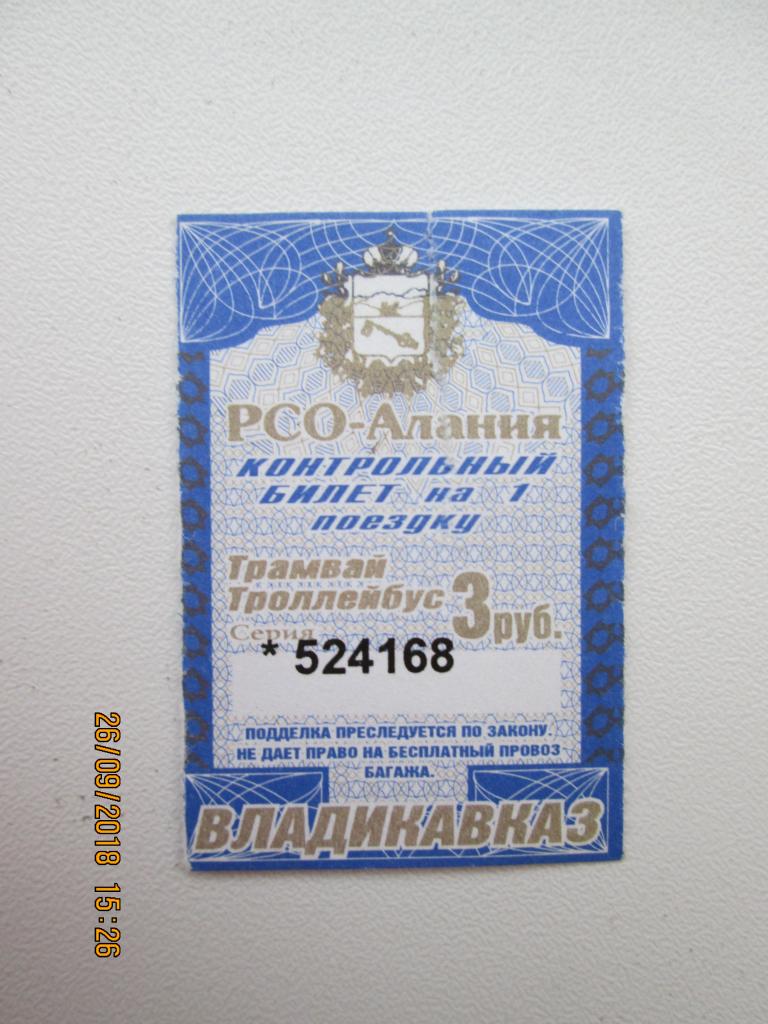 РСО-Алания
КОНТРОЛЬНЫЙ
БИЛЕТ на 1
поездку
Трамвай
Троллейбус
3 руб.
Серия
* 524168
ПОДДЕЛКА ПРЕСЛЕДУЕТСЯ ПО ЗАКОНУ.
НЕ ДАЕТ ПРАВО НА БЕСПЛАТНЫЙ ПРОВОЗ
БАГАЖА.
ВЛАДИКАВКАЗ
26/09/2018 15:26